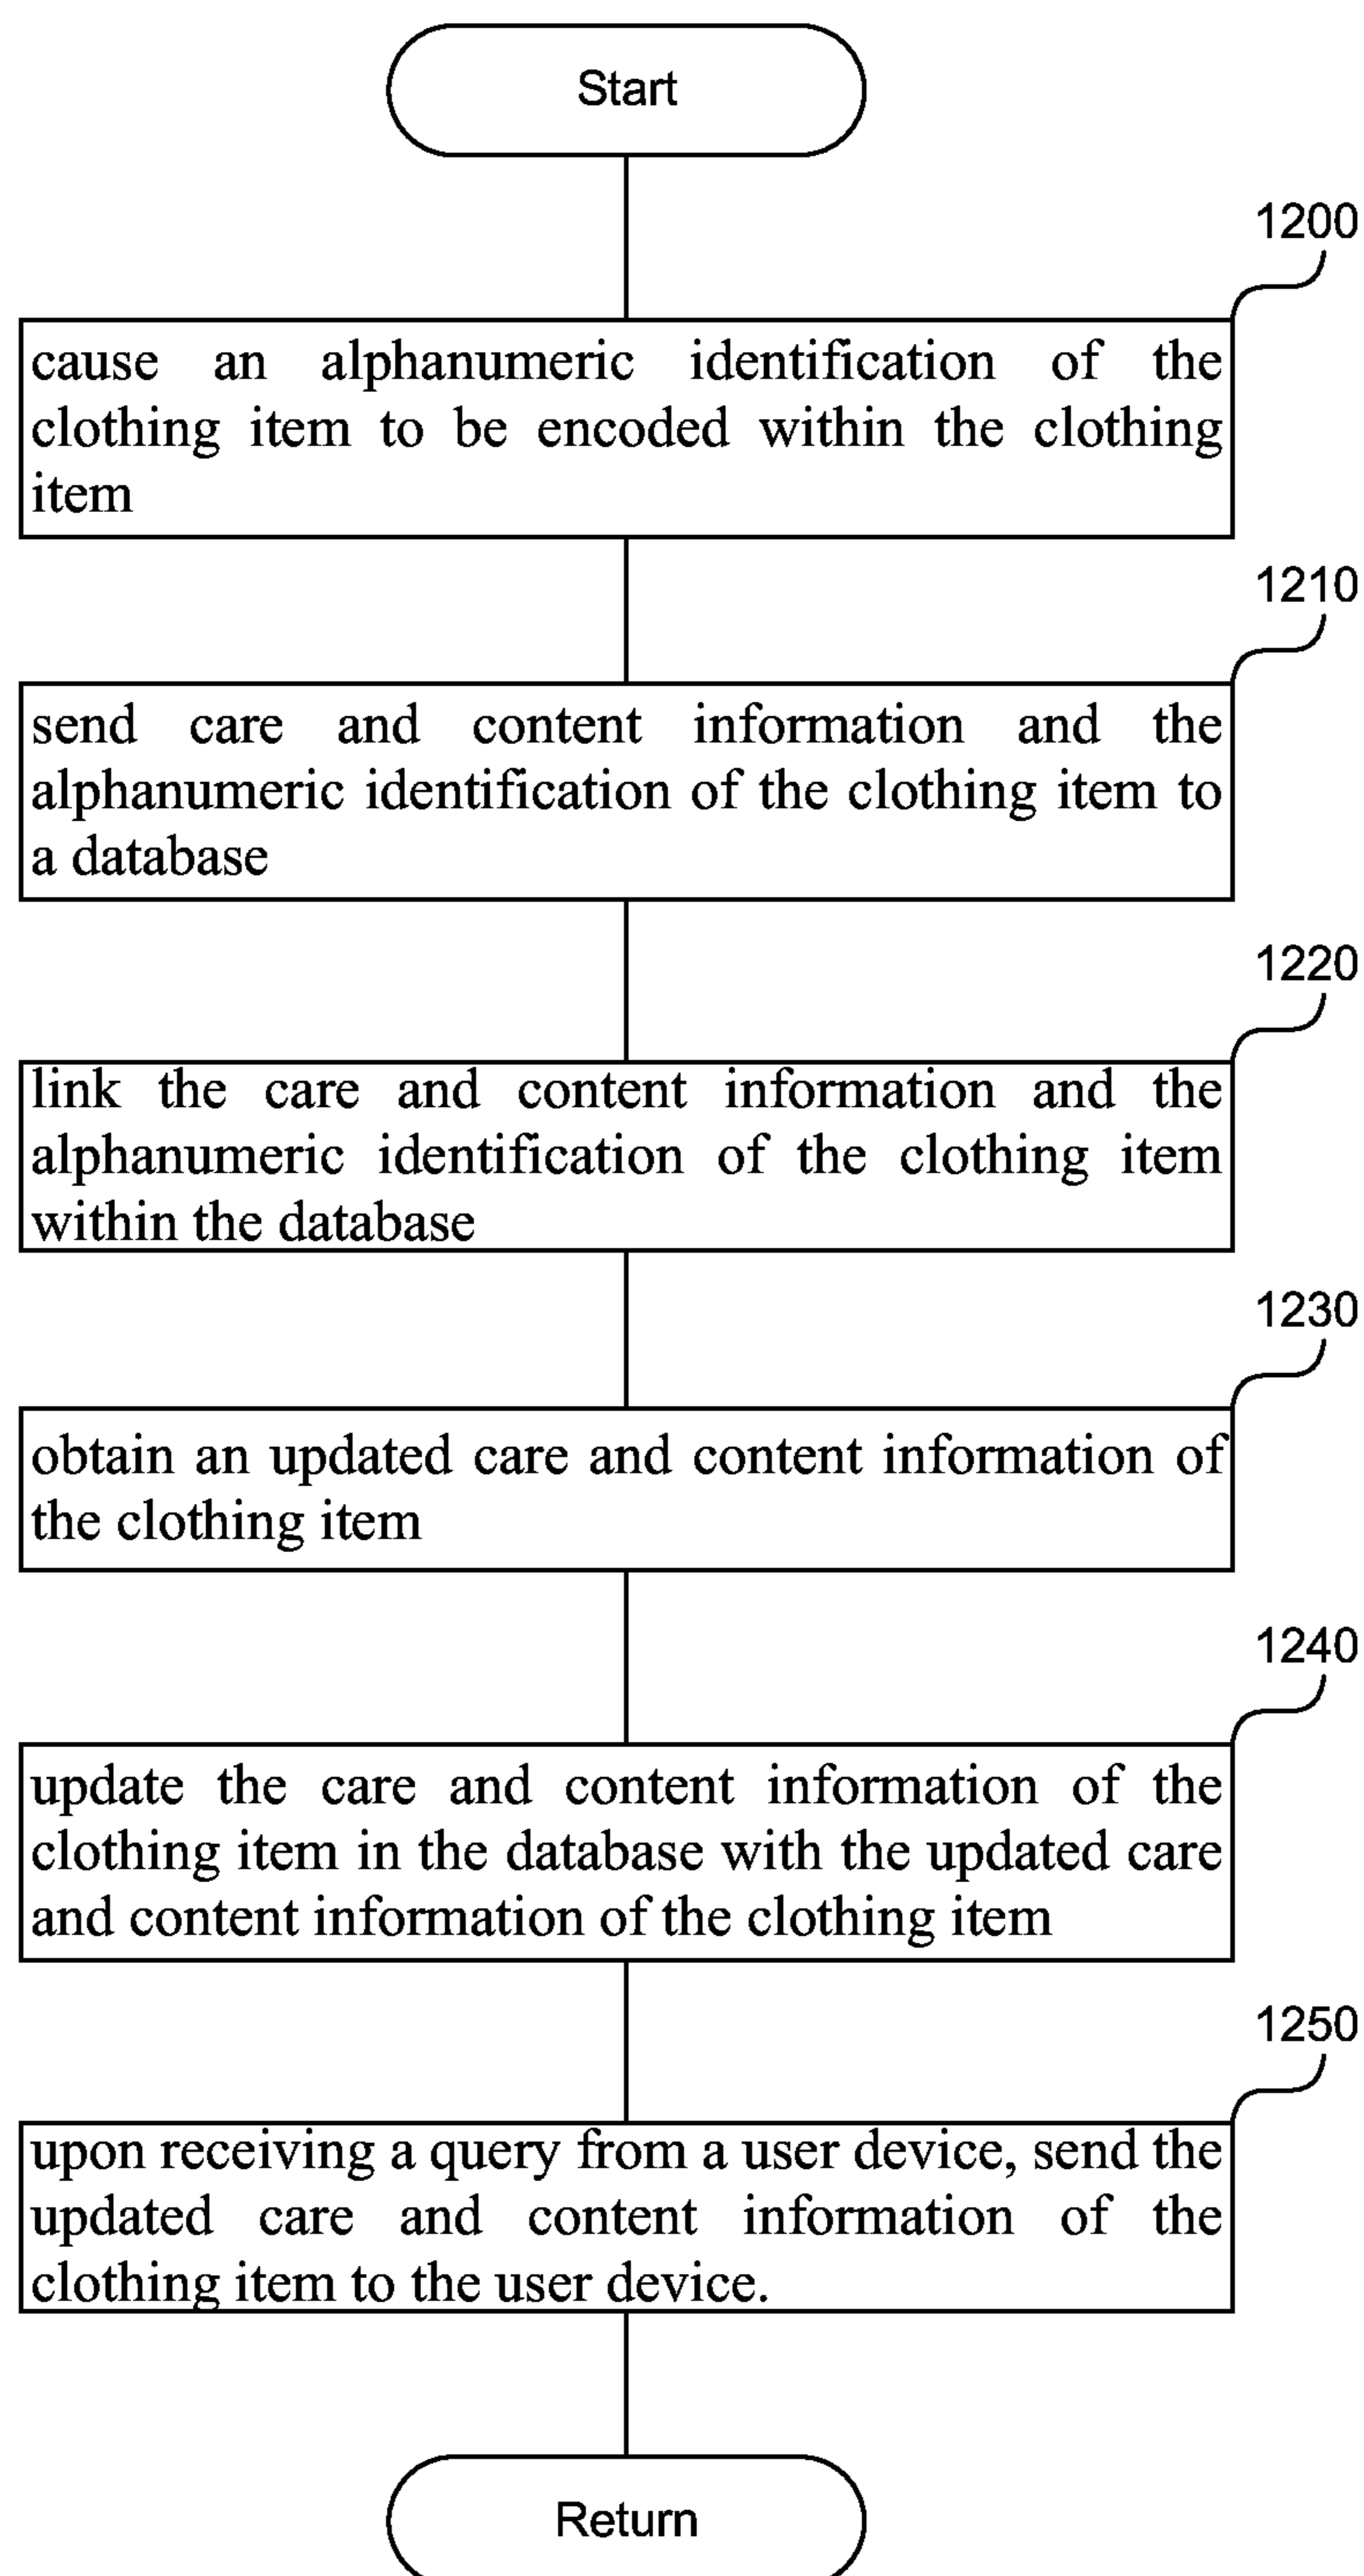 Start
1200
cause an alphanumeric identification of the
clothing item to be encoded within the clothing
item
1210
send care and content information and the
alphanumeric identification of the clothing item to
a database
1220
link the care and content information and the
alphanumeric identification of the clothing item
within the database
1230
obtain an updated care and content information of
the clothing item
1240
update the care and content information of the
clothing item in the database with the updated care
and content information of the clothing item
1250
upon receiving a query from a user device, send the
updated care and content information of the
clothing item to the user device.
Return